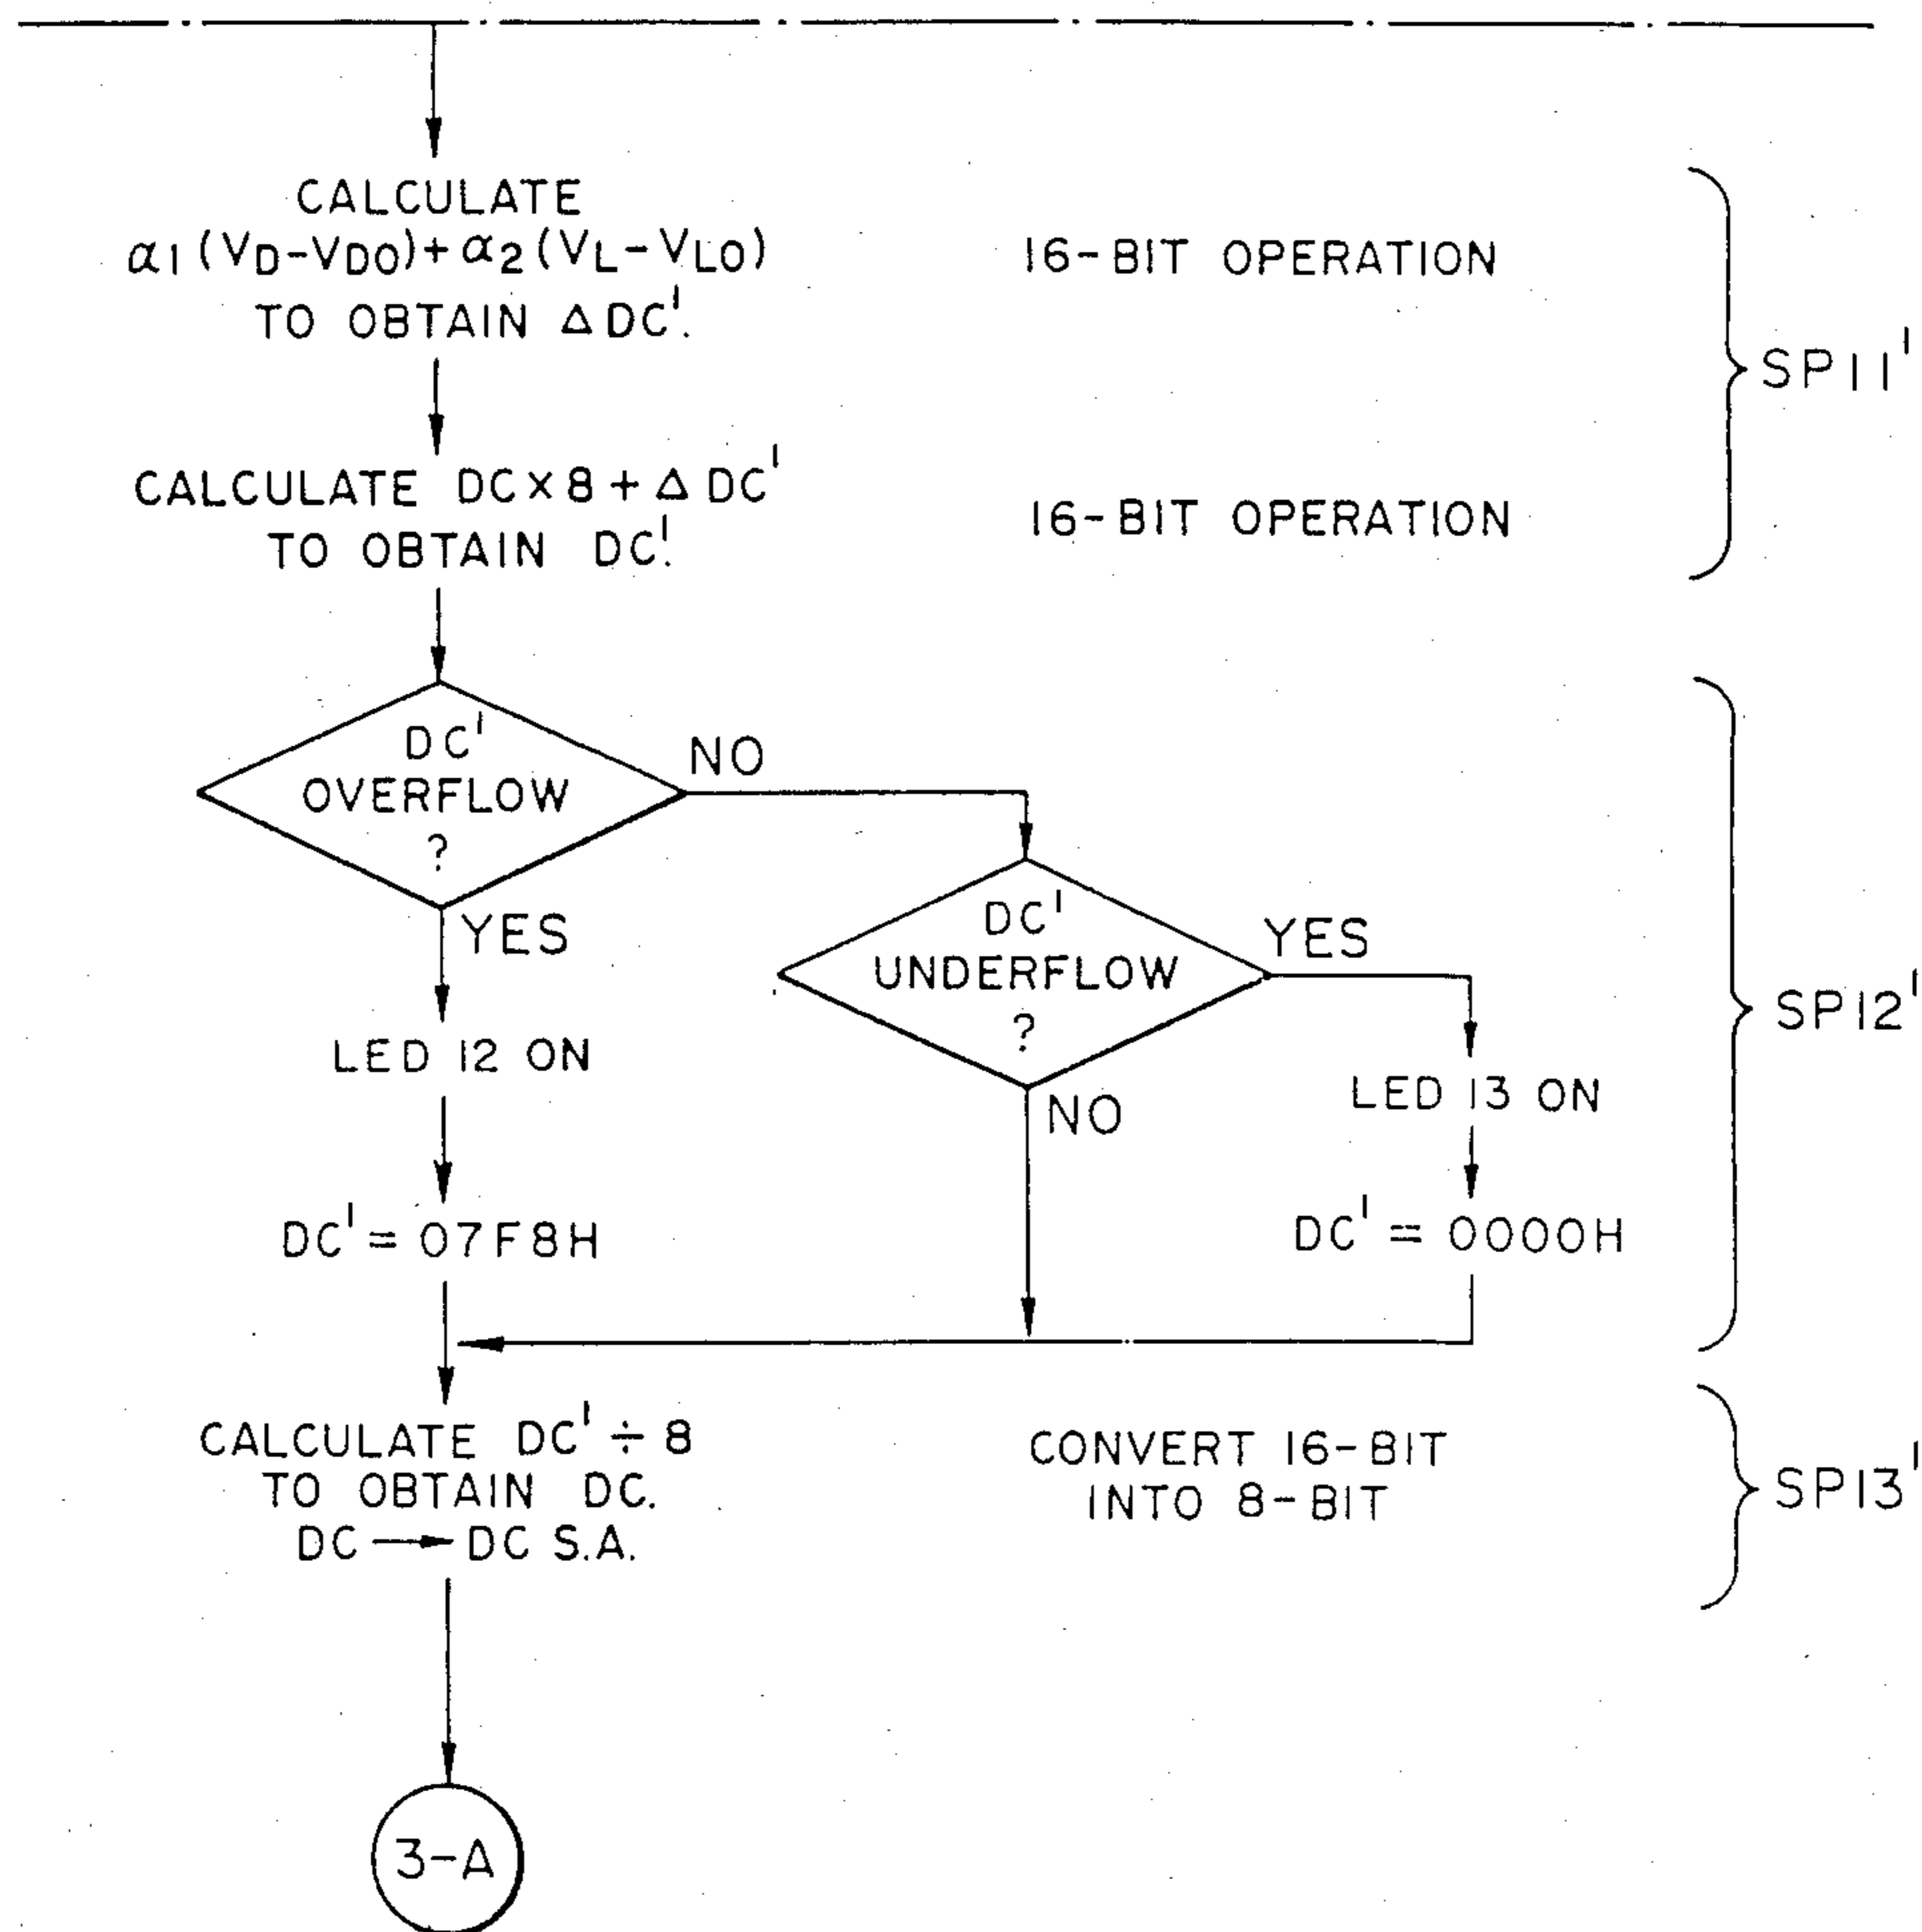 CALCULATE
α1(VD-VDO)+α2(VL-VLO)
TO OBTAIN ΔDC'.
16-BIT OPERATION
SP11'
CALCULATE DC×8+ΔDC'
TO OBTAIN DC'.
16-BIT OPERATION
DC'
OVERFLOW
?
NO
YES
DC'
UNDERFLOW
?
YES
NO
SP12'
LED 12 ON
LED 13 ON
DC'=07F8H
DC'=0000H
CALCULATE DC'÷8
TO OBTAIN DC.
DC → DC S.A.
CONVERT 16-BIT
INTO 8-BIT
SP13'
3-A